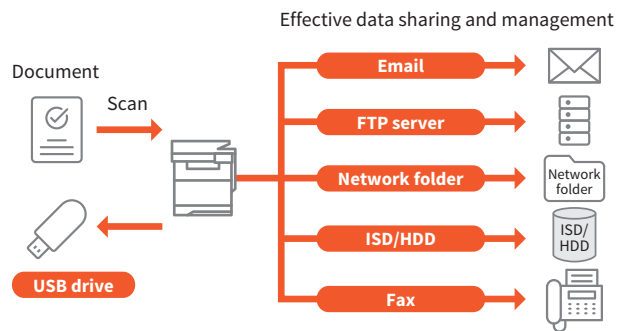 Effective data sharing and management
Document
Scan
Email
FTP server
Network folder
Network
folder
ISD/HDD
ISD/
HDD
USB drive
Fax